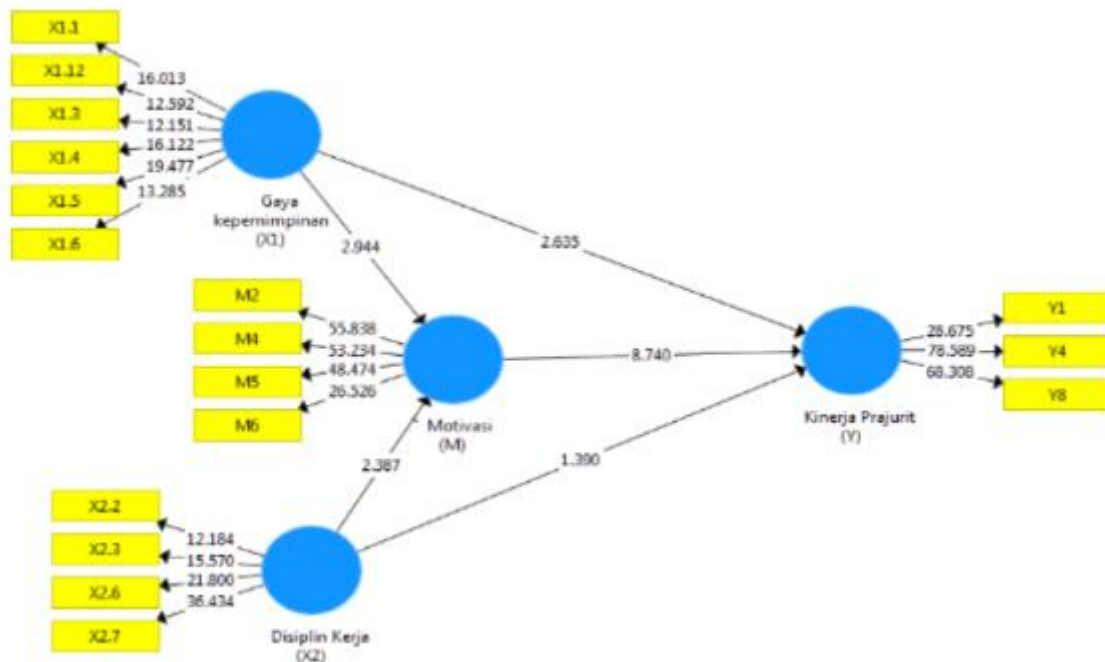 X1.1
X1.12
X1.3
X1.4
X1.5
X1.6
16.013
12.592
12.151
16.122
19.477
13.285
Gaya
kepemimpinan
(X1)
2.944
2.635
M2
M4
M5
M6
55.838
53.234
48.474
26.526
Motivasi
(M)
8.740
Y1
Y4
Y8
28.675
78.589
68.308
Kinerja Prajurit
(Y)
2.387
1.390
X2.2
X2.3
X2.6
X2.7
12.184
15.570
21.800
36.434
Disiplin Kerja
(X2)